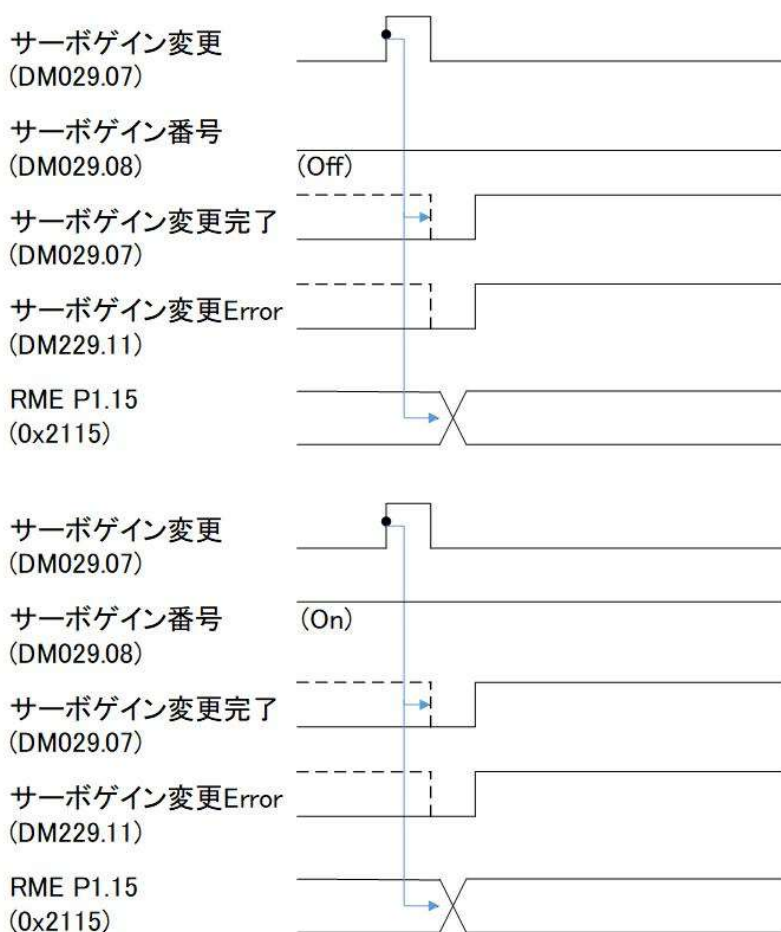 サーボゲイン変更
(DM029.07)
サーボゲイン番号
(DM029.08)
(Off)
サーボゲイン変更完了
(DM029.07)
サーボゲイン変更Error
(DM229.11)
RME P1.15
(0x2115)
サーボゲイン変更
(DM029.07)
サーボゲイン番号
(DM029.08)
(On)
サーボゲイン変更完了
(DM029.07)
サーボゲイン変更Error
(DM229.11)
RME P1.15
(0x2115)